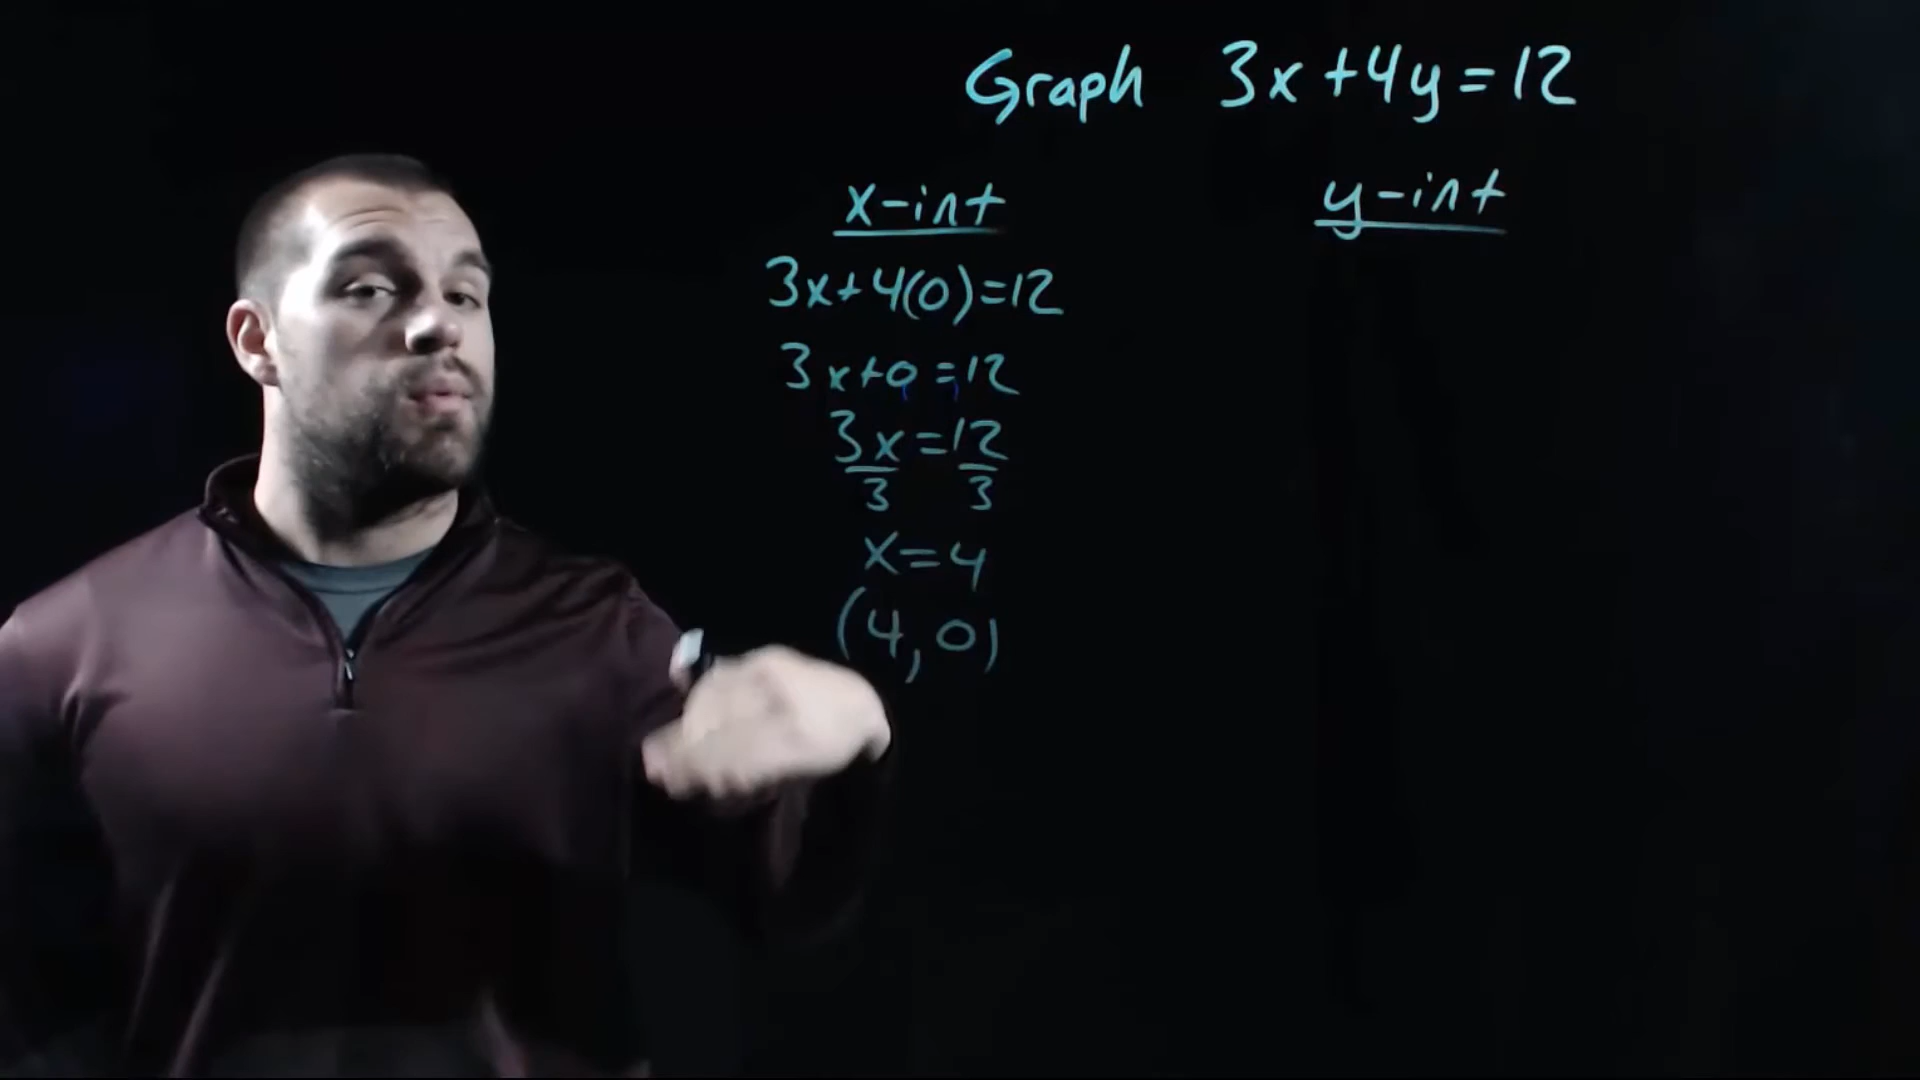 Graph 3x+4y=12
x-int
3x+4(0)=12
3x+0=12
3x=12
3 3
x=4
(4,0)
y-int